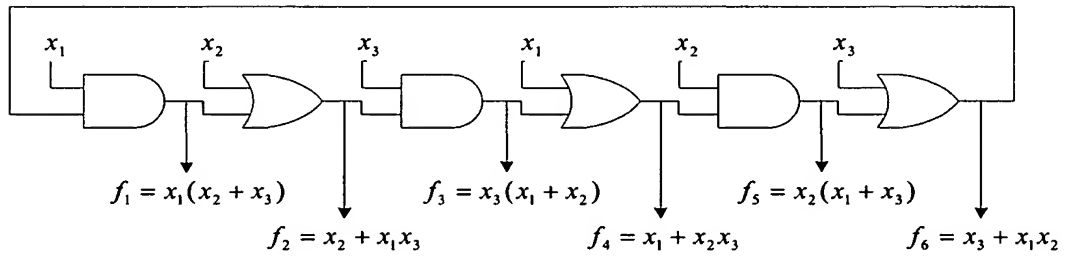 x₁ x₂ x₃ x₁ x₂ x₃
f₁ = x₁(x₂ + x₃) f₃ = x₃(x₁ + x₂) f₅ = x₂(x₁ + x₃)
f₂ = x₂ + x₁x₃ f₄ = x₁ + x₂x₃ f₆ = x₃ + x₁x₂